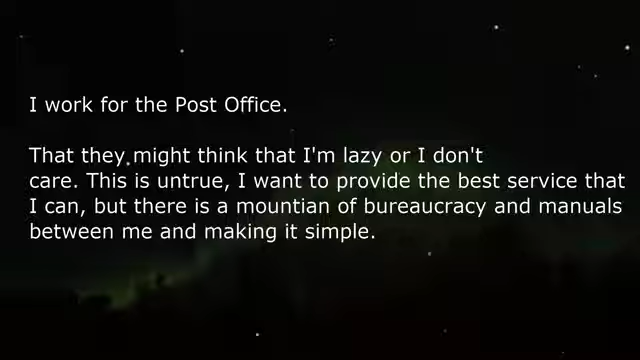 I work for the Post Office.
That they might think that I'm lazy or I don't
care. This is untrue, I want to provide the best service that
I can, but there is a mountian of bureaucracy and manuals
between me and making it simple.